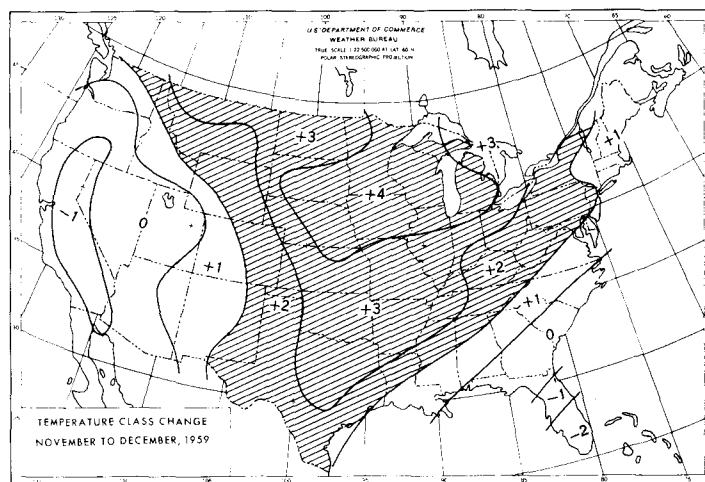 U S DEPARTMENT OF COMMERCE
WEATHER BUREAU
TRUE SCALE 1:22 500 000 AT LAT 60 N
POLAR STEREOGRAPHIC PROJECTION
+3
+3
+1
+4
-1
0
+1
+2
+2
+3
+1
0
-1
-2
TEMPERATURE CLASS CHANGE
NOVEMBER TO DECEMBER, 1959